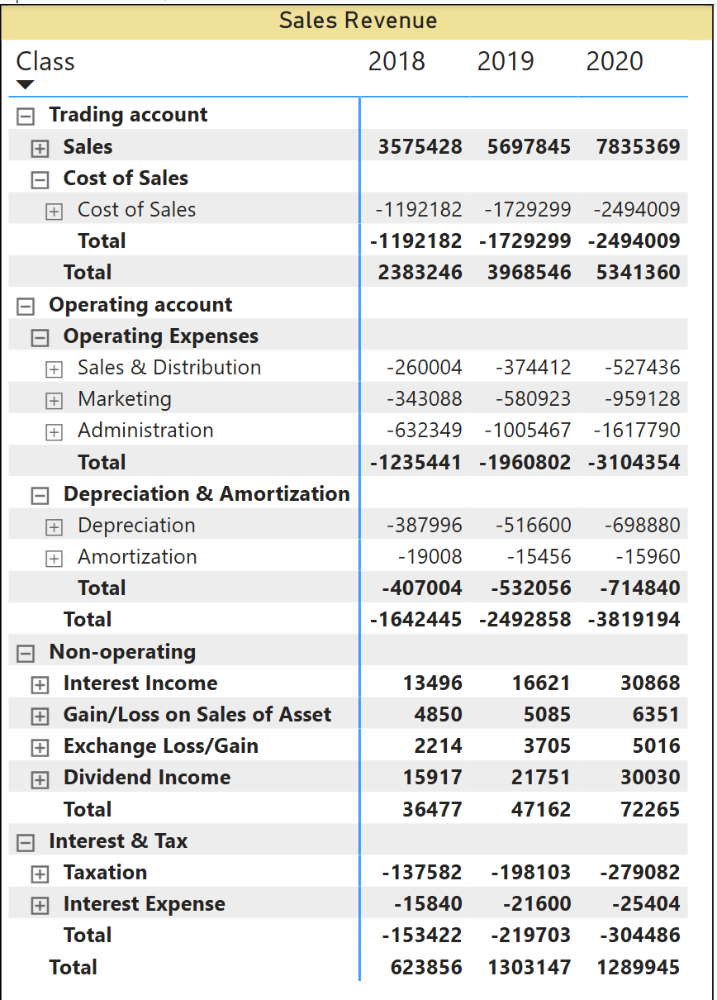 Sales Revenue
Class 2018 2019 2020
Trading account
Sales 3575428 5697845 7835369
Cost of Sales
Cost of Sales -1192182 -1729299 -2494009
Total -1192182 -1729299 -2494009
Total 2383246 3968546 5341360
Operating account
Operating Expenses
Sales & Distribution -260004 -374412 -527436
Marketing -343088 -580923 -959128
Administration -632349 -1005467 -1617790
Total -1235441 -1960802 -3104354
Depreciation & Amortization
Depreciation -387996 -516600 -698880
Amortization -19008 -15456 -15960
Total -407004 -532056 -714840
Total -1642445 -2492858 -3819194
Non-operating
Interest Income 13496 16621 30868
Gain/Loss on Sales of Asset 4850 5085 6351
Exchange Loss/Gain 2214 3705 5016
Dividend Income 15917 21751 30030
Total 36477 47162 72265
Interest & Tax
Taxation -137582 -198103 -279082
Interest Expense -15840 -21600 -25404
Total -153422 -219703 -304486
Total 623856 1303147 1289945